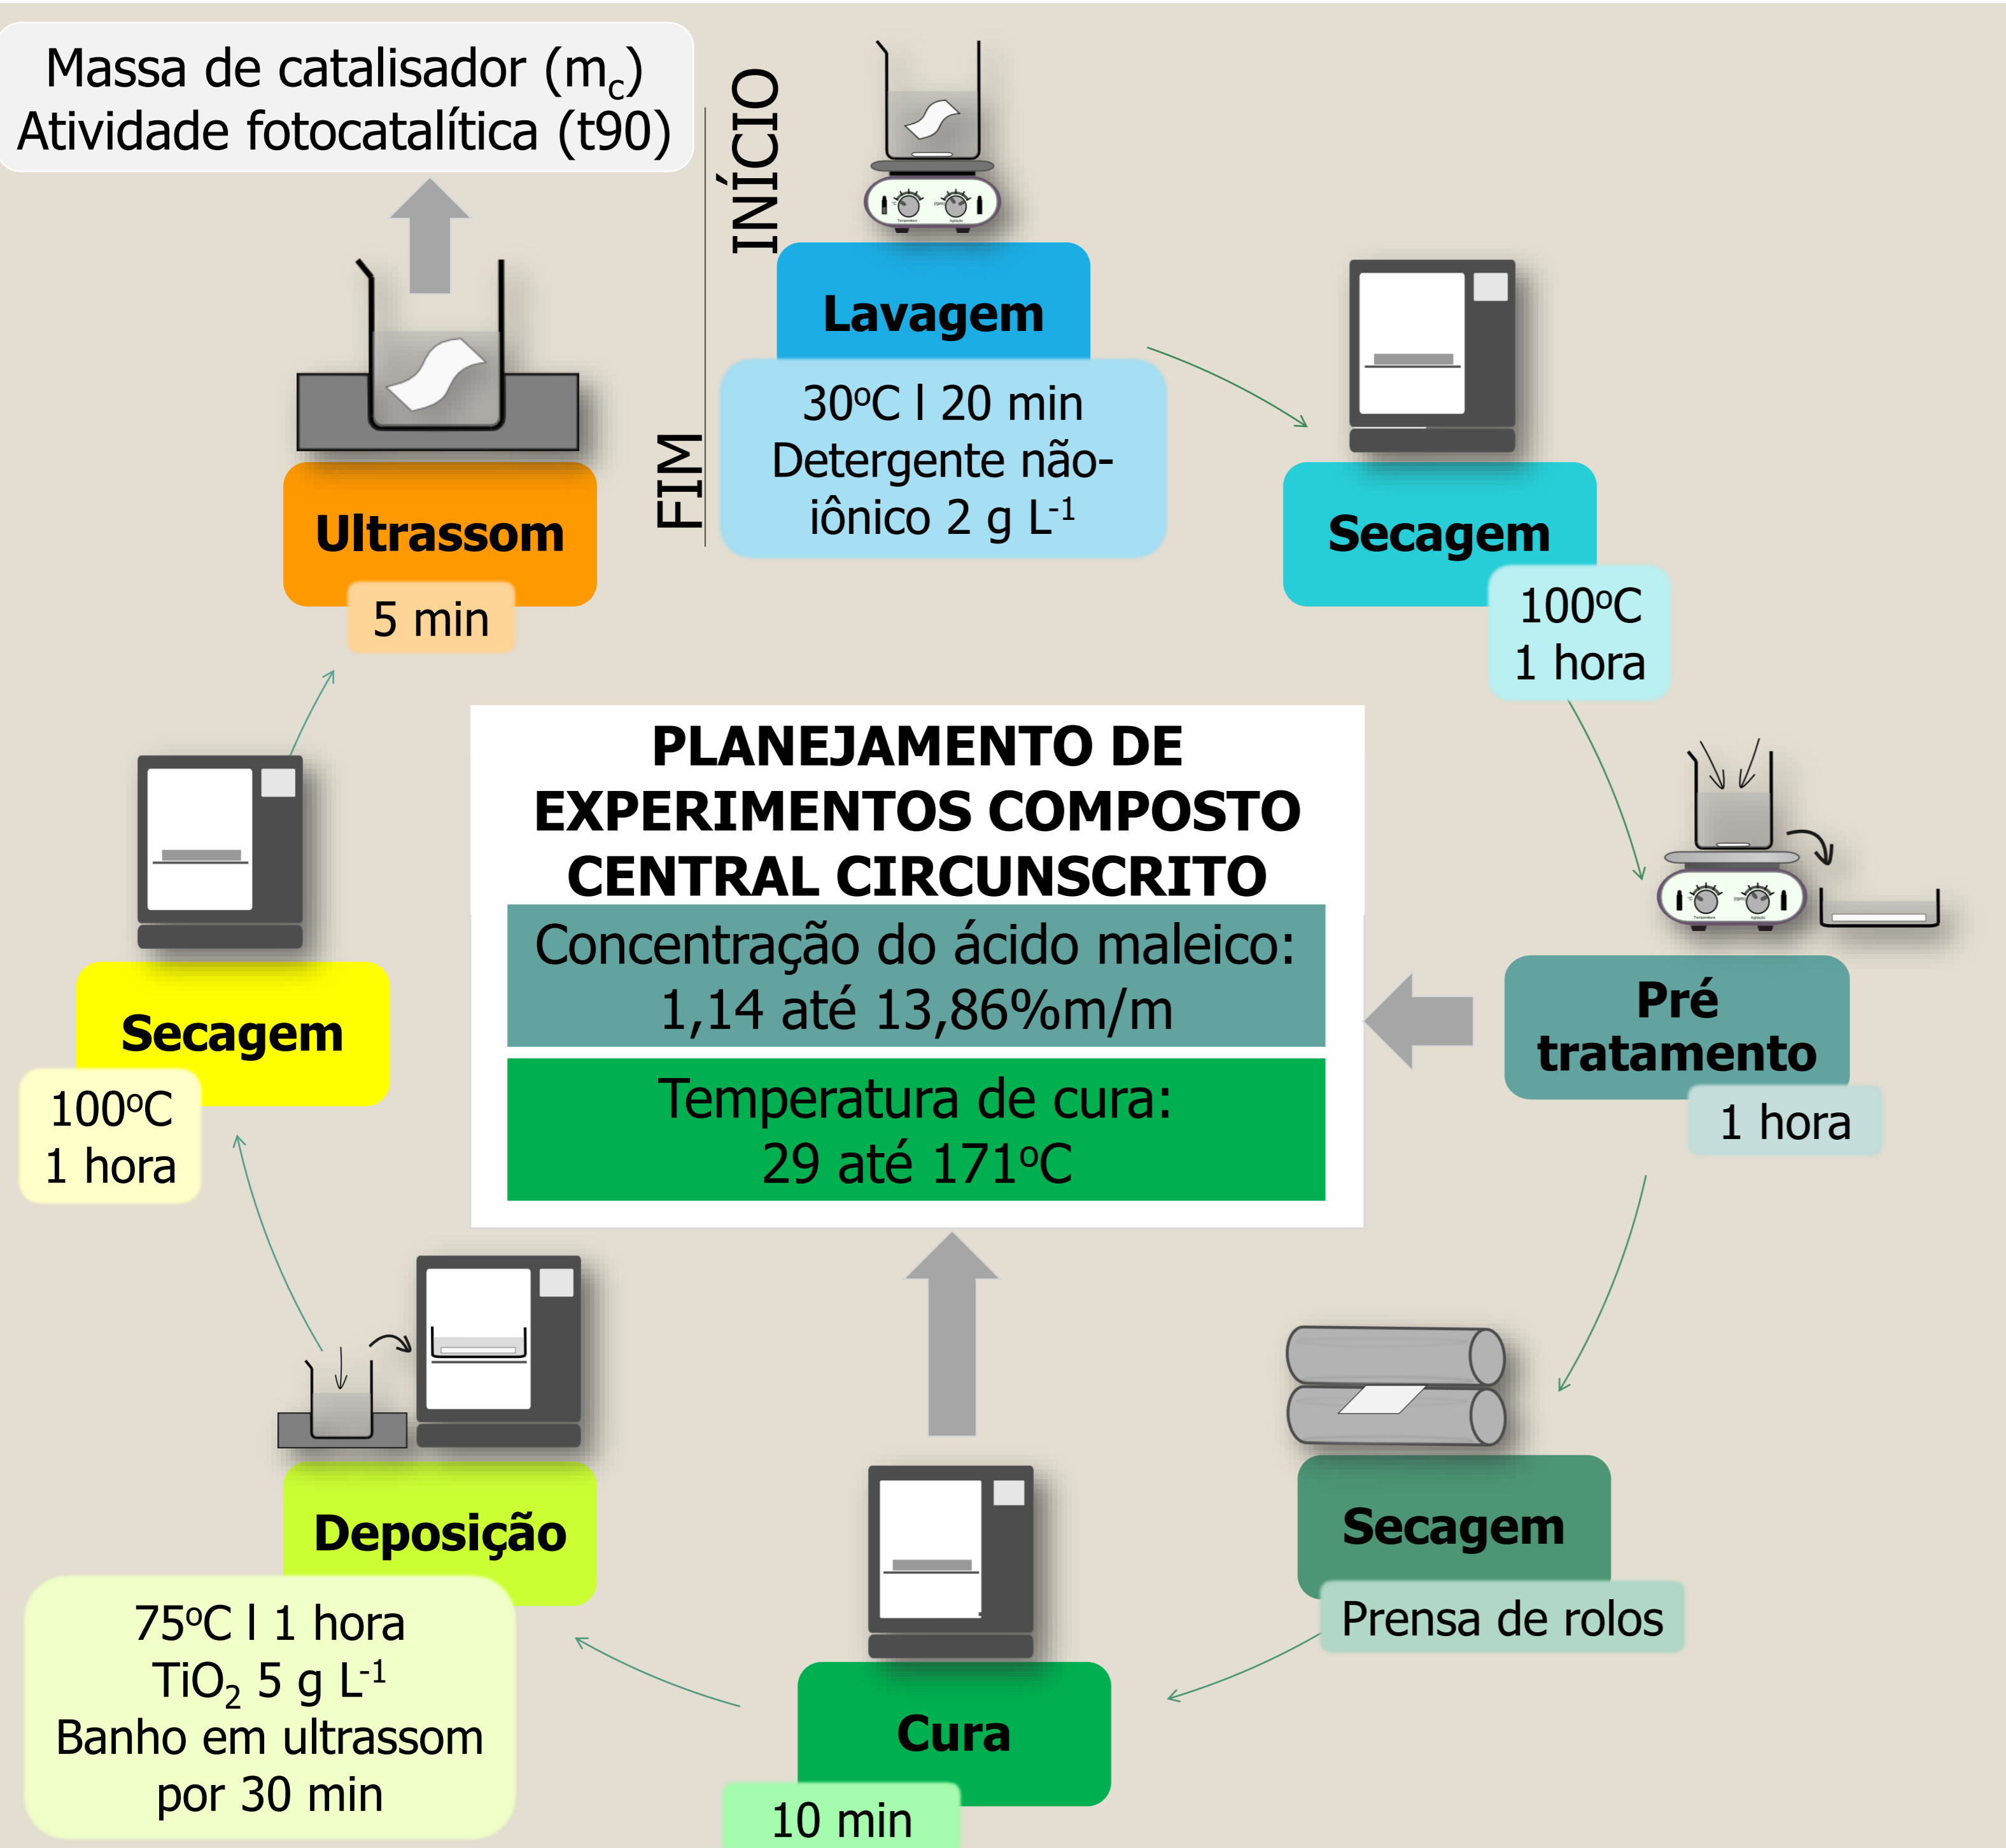 Massa de catalisador (mc)
Atividade fotocatalítica (t90)
INÍCIO
FIM
Lavagem
30ºC l 20 min
Detergente não-
iônico 2 g L-1
Secagem
100ºC
1 hora
Pré
tratamento
1 hora
Secagem
Prensa de rolos
Cura
10 min
Deposição
75ºC l 1 hora
TiO2 5 g L-1
Banho em ultrassom
por 30 min
Secagem
100ºC
1 hora
Ultrassom
5 min
PLANEJAMENTO DE
EXPERIMENTOS COMPOSTO
CENTRAL CIRCUNSCRITO
Concentração do ácido maleico:
1,14 até 13,86%m/m
Temperatura de cura:
29 até 171ºC